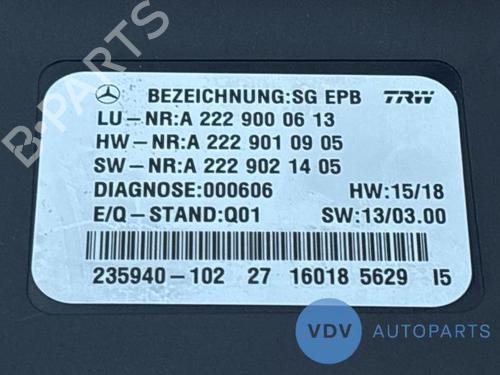 BEZEICHNUNG:SG EPB TRW
LU-NR:A 222 900 06 13
HW-NR:A 222 901 09 05
SW-NR:A 222 902 14 05
DIAGNOSE:000606 HW:15/18
E/Q-STAND:Q01 SW:13/03.00
235940-102 27 16018 5629 I5
B-PARTS
VDV AUTOPARTS